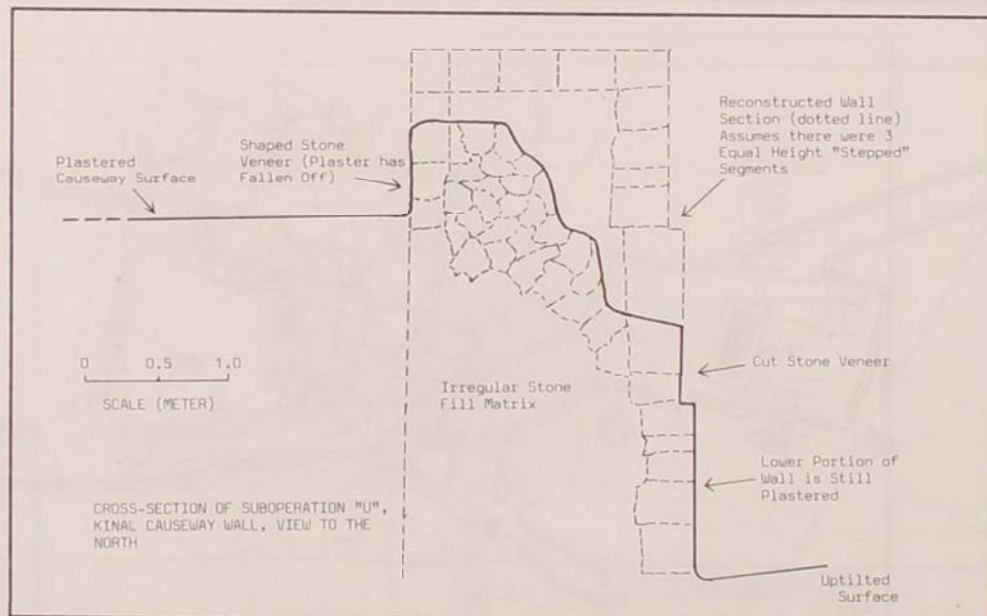 Reconstructed Wall
Section (dotted line)
Assumes there were 3
Equal Height "Stepped"
Segments
Shaped Stone
Veneer (Plaster has
Fallen Off)
Plastered
Causeway Surface
0 0.5 1.0
SCALE (METER)
Irregular Stone
Fill Matrix
Cut Stone Veneer
Lower Portion of
Wall is Still
Plastered
CROSS-SECTION OF SUBOPERATION "U",
KINAL CAUSEWAY WALL, VIEW TO THE
NORTH
Uptilted
Surface